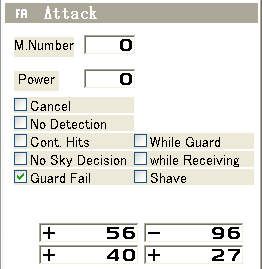 FA Attack
M.Number 0
Power 0
Cancel
No Detection
Cont. Hits While Guard
No Sky Decision while Receiving
Guard Fail Shave
+ 56 - 96
+ 40 + 27